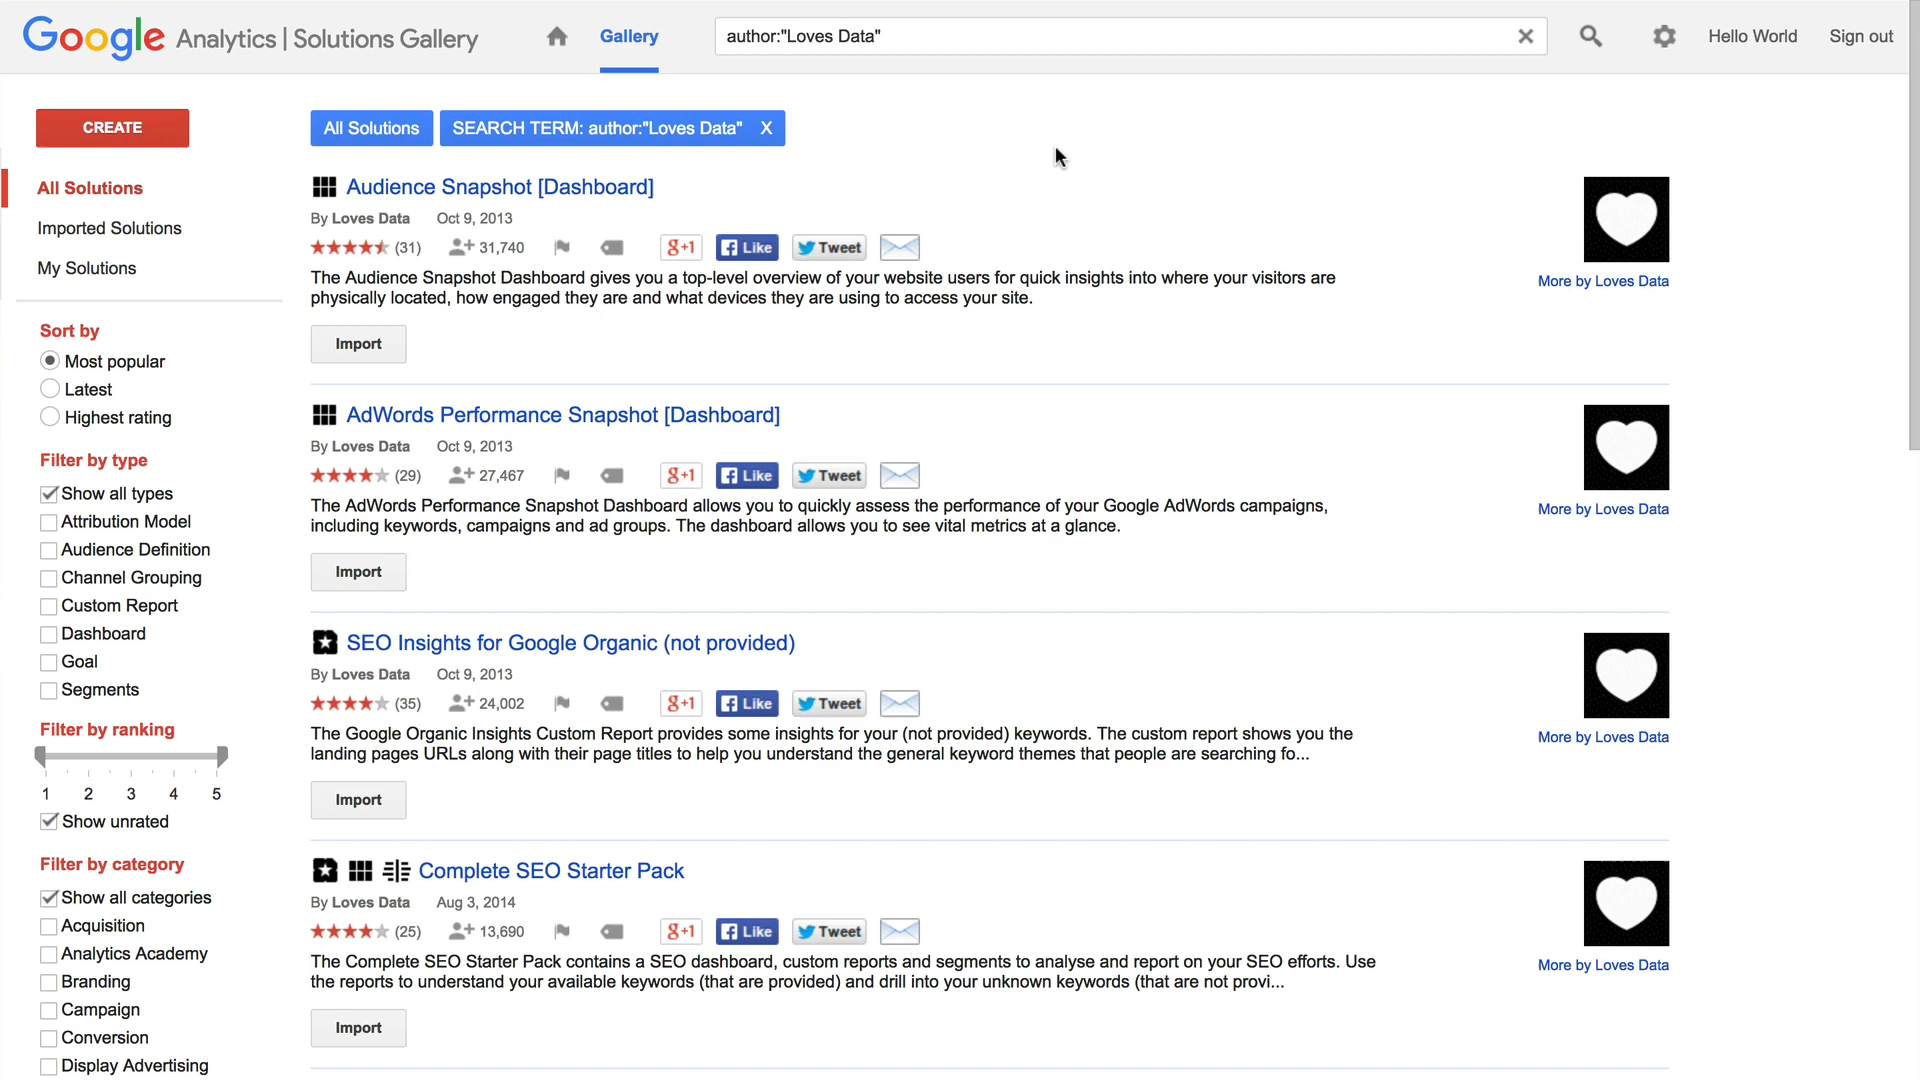 Google Analytics | Solutions Gallery
Gallery
author:"Loves Data"
Hello World
Sign out
CREATE
All Solutions
Imported Solutions
My Solutions
Sort by
Most popular
Latest
Highest rating
Filter by type
Show all types
Attribution Model
Audience Definition
Channel Grouping
Custom Report
Dashboard
Goal
Segments
Filter by ranking
1 2 3 4 5
Show unrated
Filter by category
Show all categories
Acquisition
Analytics Academy
Branding
Campaign
Conversion
Display Advertising
All Solutions
SEARCH TERM: author:"Loves Data" X
Audience Snapshot [Dashboard]
By Loves Data Oct 9, 2013
(31) 31,740 g+1 Like Tweet
The Audience Snapshot Dashboard gives you a top-level overview of your website users for quick insights into where your visitors are
physically located, how engaged they are and what devices they are using to access your site.
Import
More by Loves Data
AdWords Performance Snapshot [Dashboard]
By Loves Data Oct 9, 2013
(29) 27,467 g+1 Like Tweet
The AdWords Performance Snapshot Dashboard allows you to quickly assess the performance of your Google AdWords campaigns,
including keywords, campaigns and ad groups. The dashboard allows you to see vital metrics at a glance.
Import
More by Loves Data
SEO Insights for Google Organic (not provided)
By Loves Data Oct 9, 2013
(35) 24,002 g+1 Like Tweet
The Google Organic Insights Custom Report provides some insights for your (not provided) keywords. The custom report shows you the
landing pages URLs along with their page titles to help you understand the general keyword themes that people are searching fo...
Import
More by Loves Data
Complete SEO Starter Pack
By Loves Data Aug 3, 2014
(25) 13,690 g+1 Like Tweet
The Complete SEO Starter Pack contains a SEO dashboard, custom reports and segments to analyse and report on your SEO efforts. Use
the reports to understand your available keywords (that are provided) and drill into your unknown keywords (that are not provi...
Import
More by Loves Data